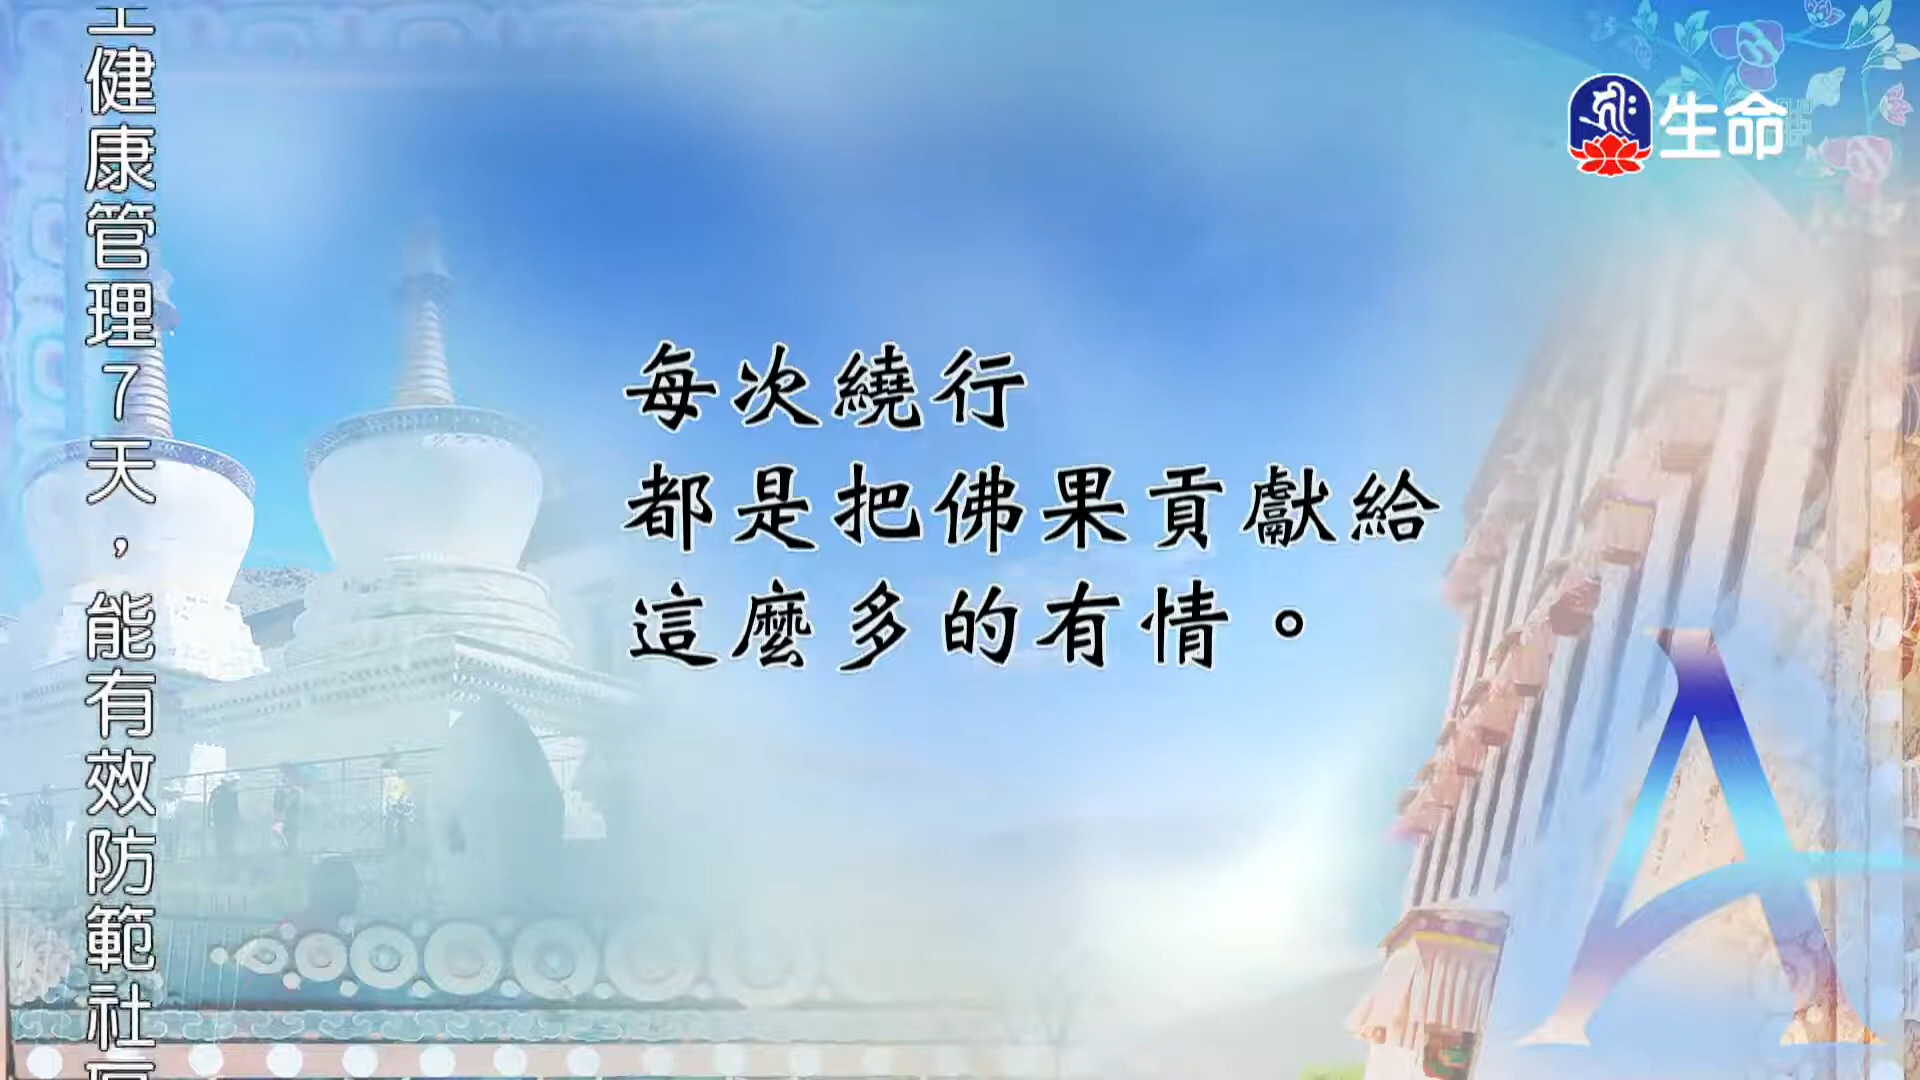 健康管理7天，能有效防範社
生命
每次繞行
都是把佛果貢獻給
這麼多的有情。
A